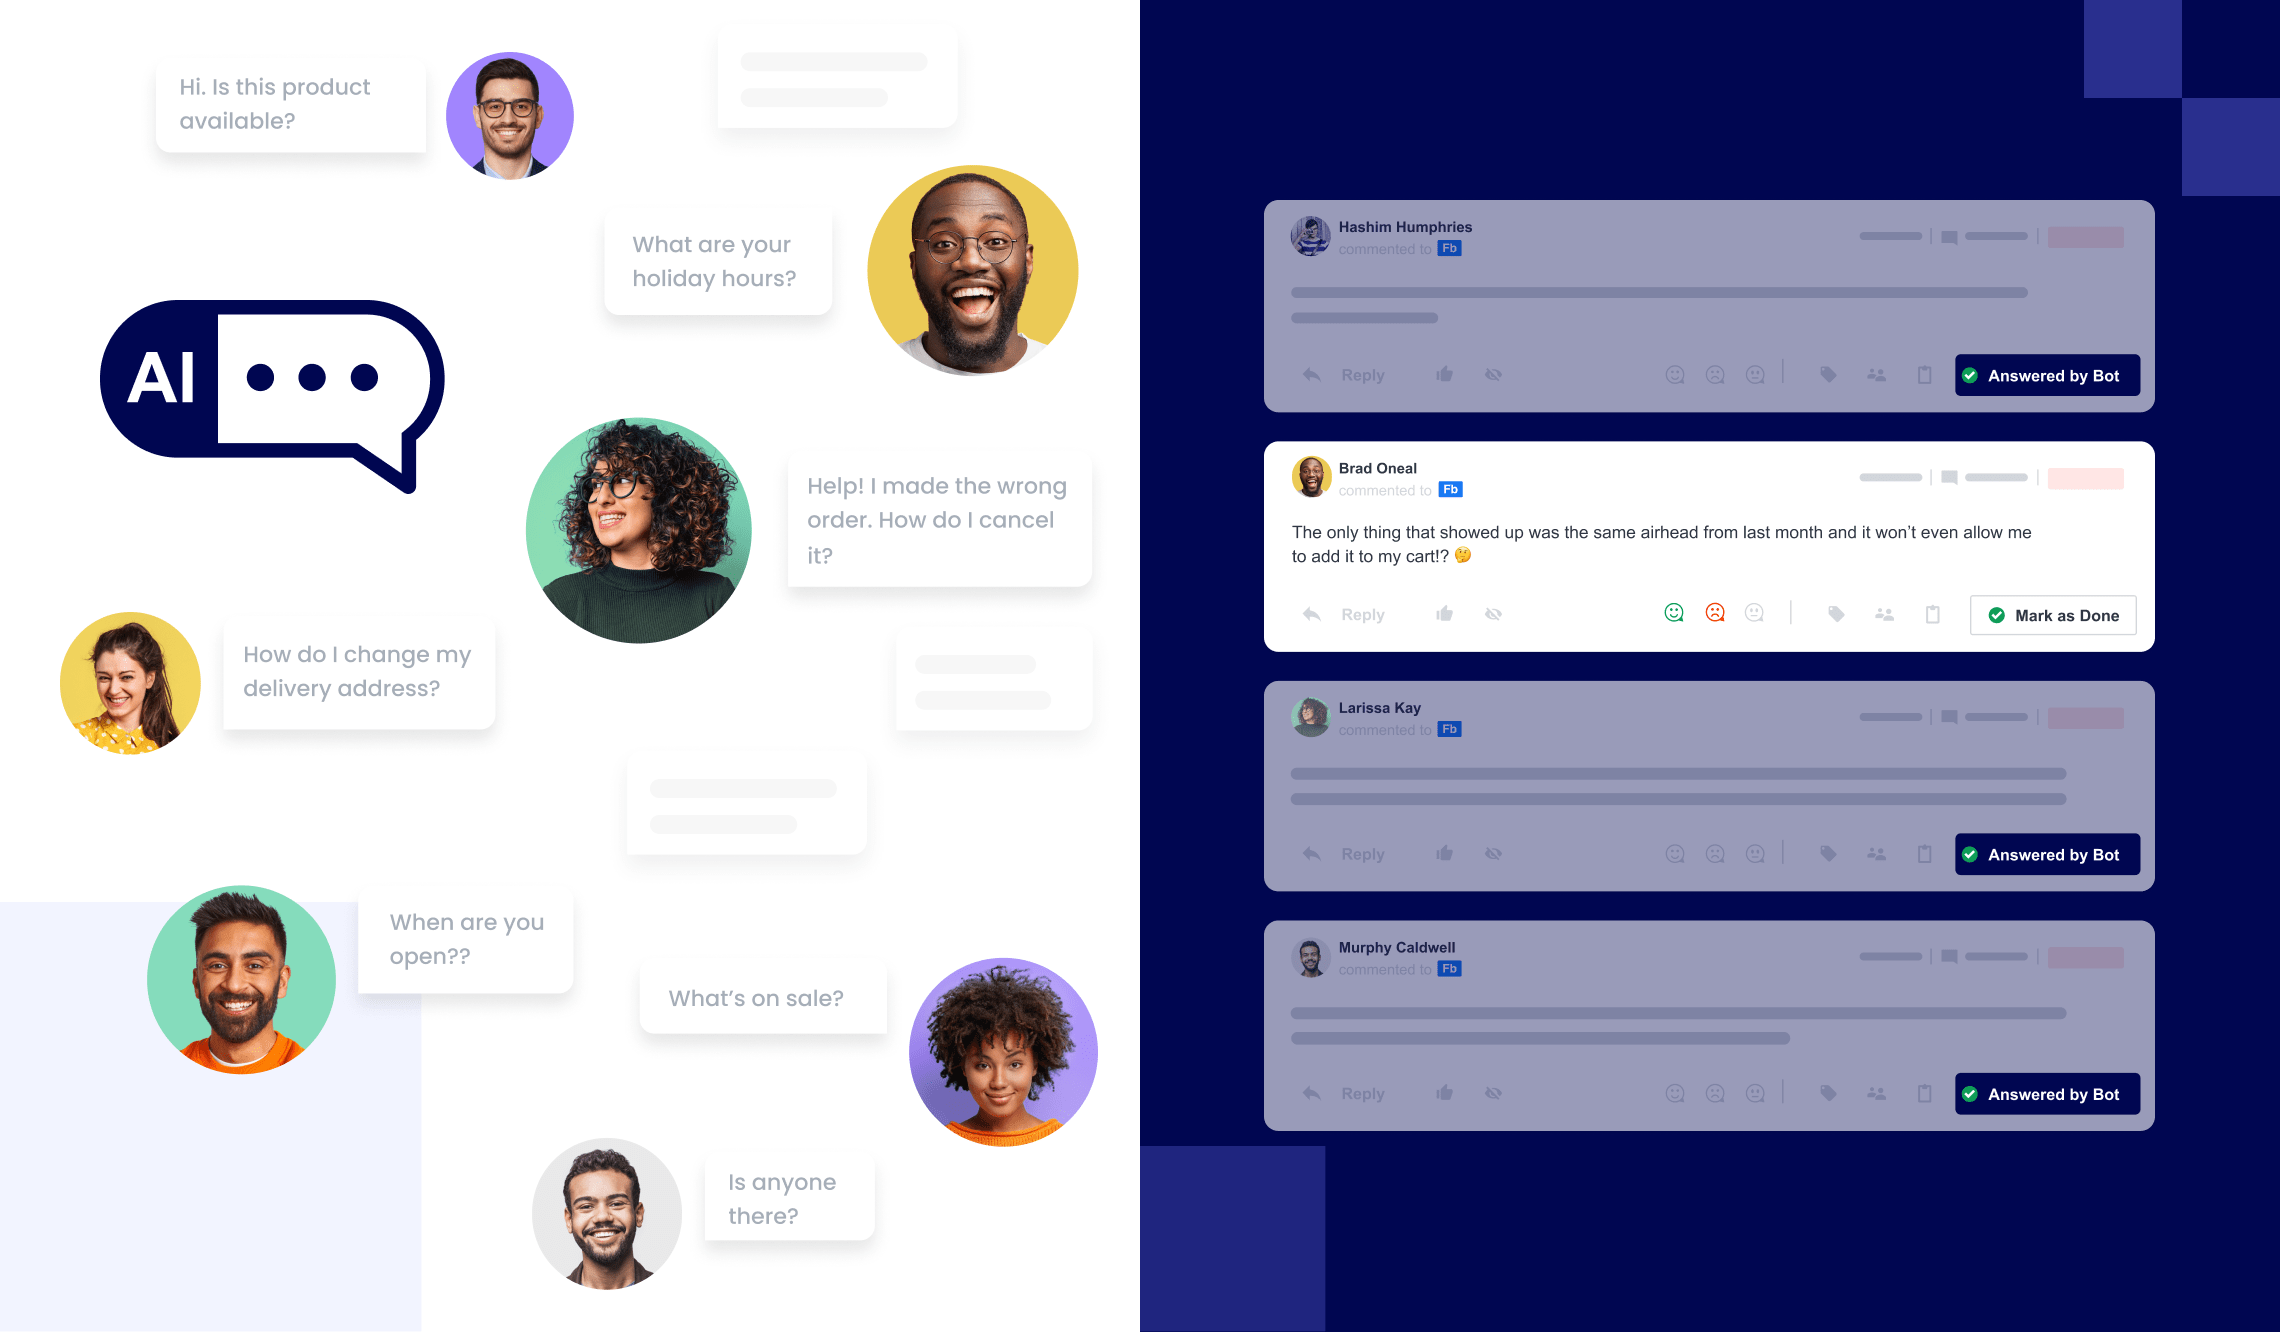 Hi. Is this product
available?
What are your
holiday hours?
AI
Help! I made the wrong
order. How do I cancel
it?
How do I change my
delivery address?
When are you
open??
What's on sale?
Is anyone
there?
Hashim Humphries
commented to Fb
Reply
Answered by Bot
Brad Oneal
commented to Fb
The only thing that showed up was the same airhead from last month and it won't even allow me
to add it to my cart!? 🤔
Reply
Mark as Done
Larissa Kay
commented to Fb
Reply
Answered by Bot
Murphy Caldwell
commented to Fb
Reply
Answered by Bot